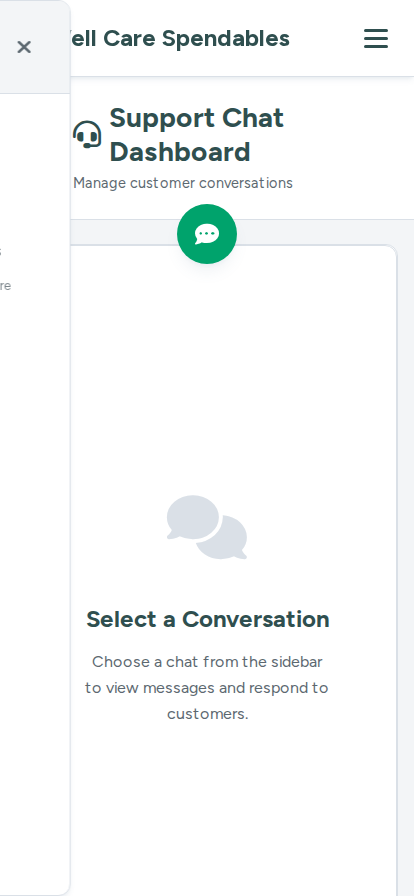 ell Care Spendables
Support Chat
Dashboard
Manage customer conversations
s
re
Select a Conversation
Choose a chat from the sidebar
to view messages and respond to
customers.